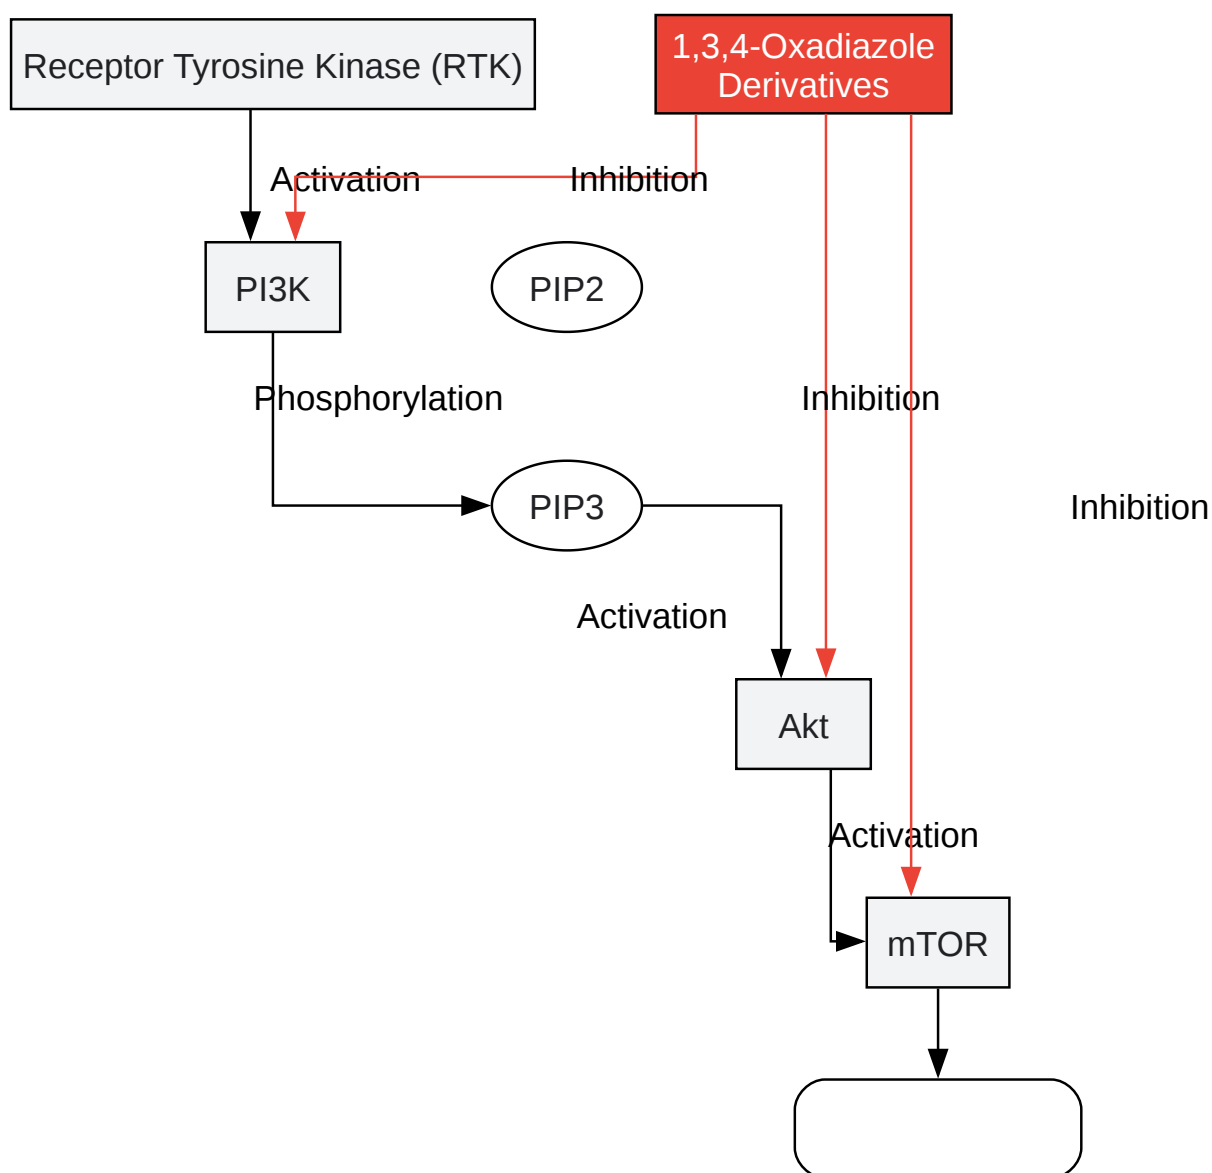 Receptor Tyrosine Kinase (RTK)
1,3,4-Oxadiazole
Derivatives
Activation
Inhibition
PI3K
PIP2
Phosphorylation
Inhibition
PIP3
Inhibition
Activation
Akt
Activation
mTOR